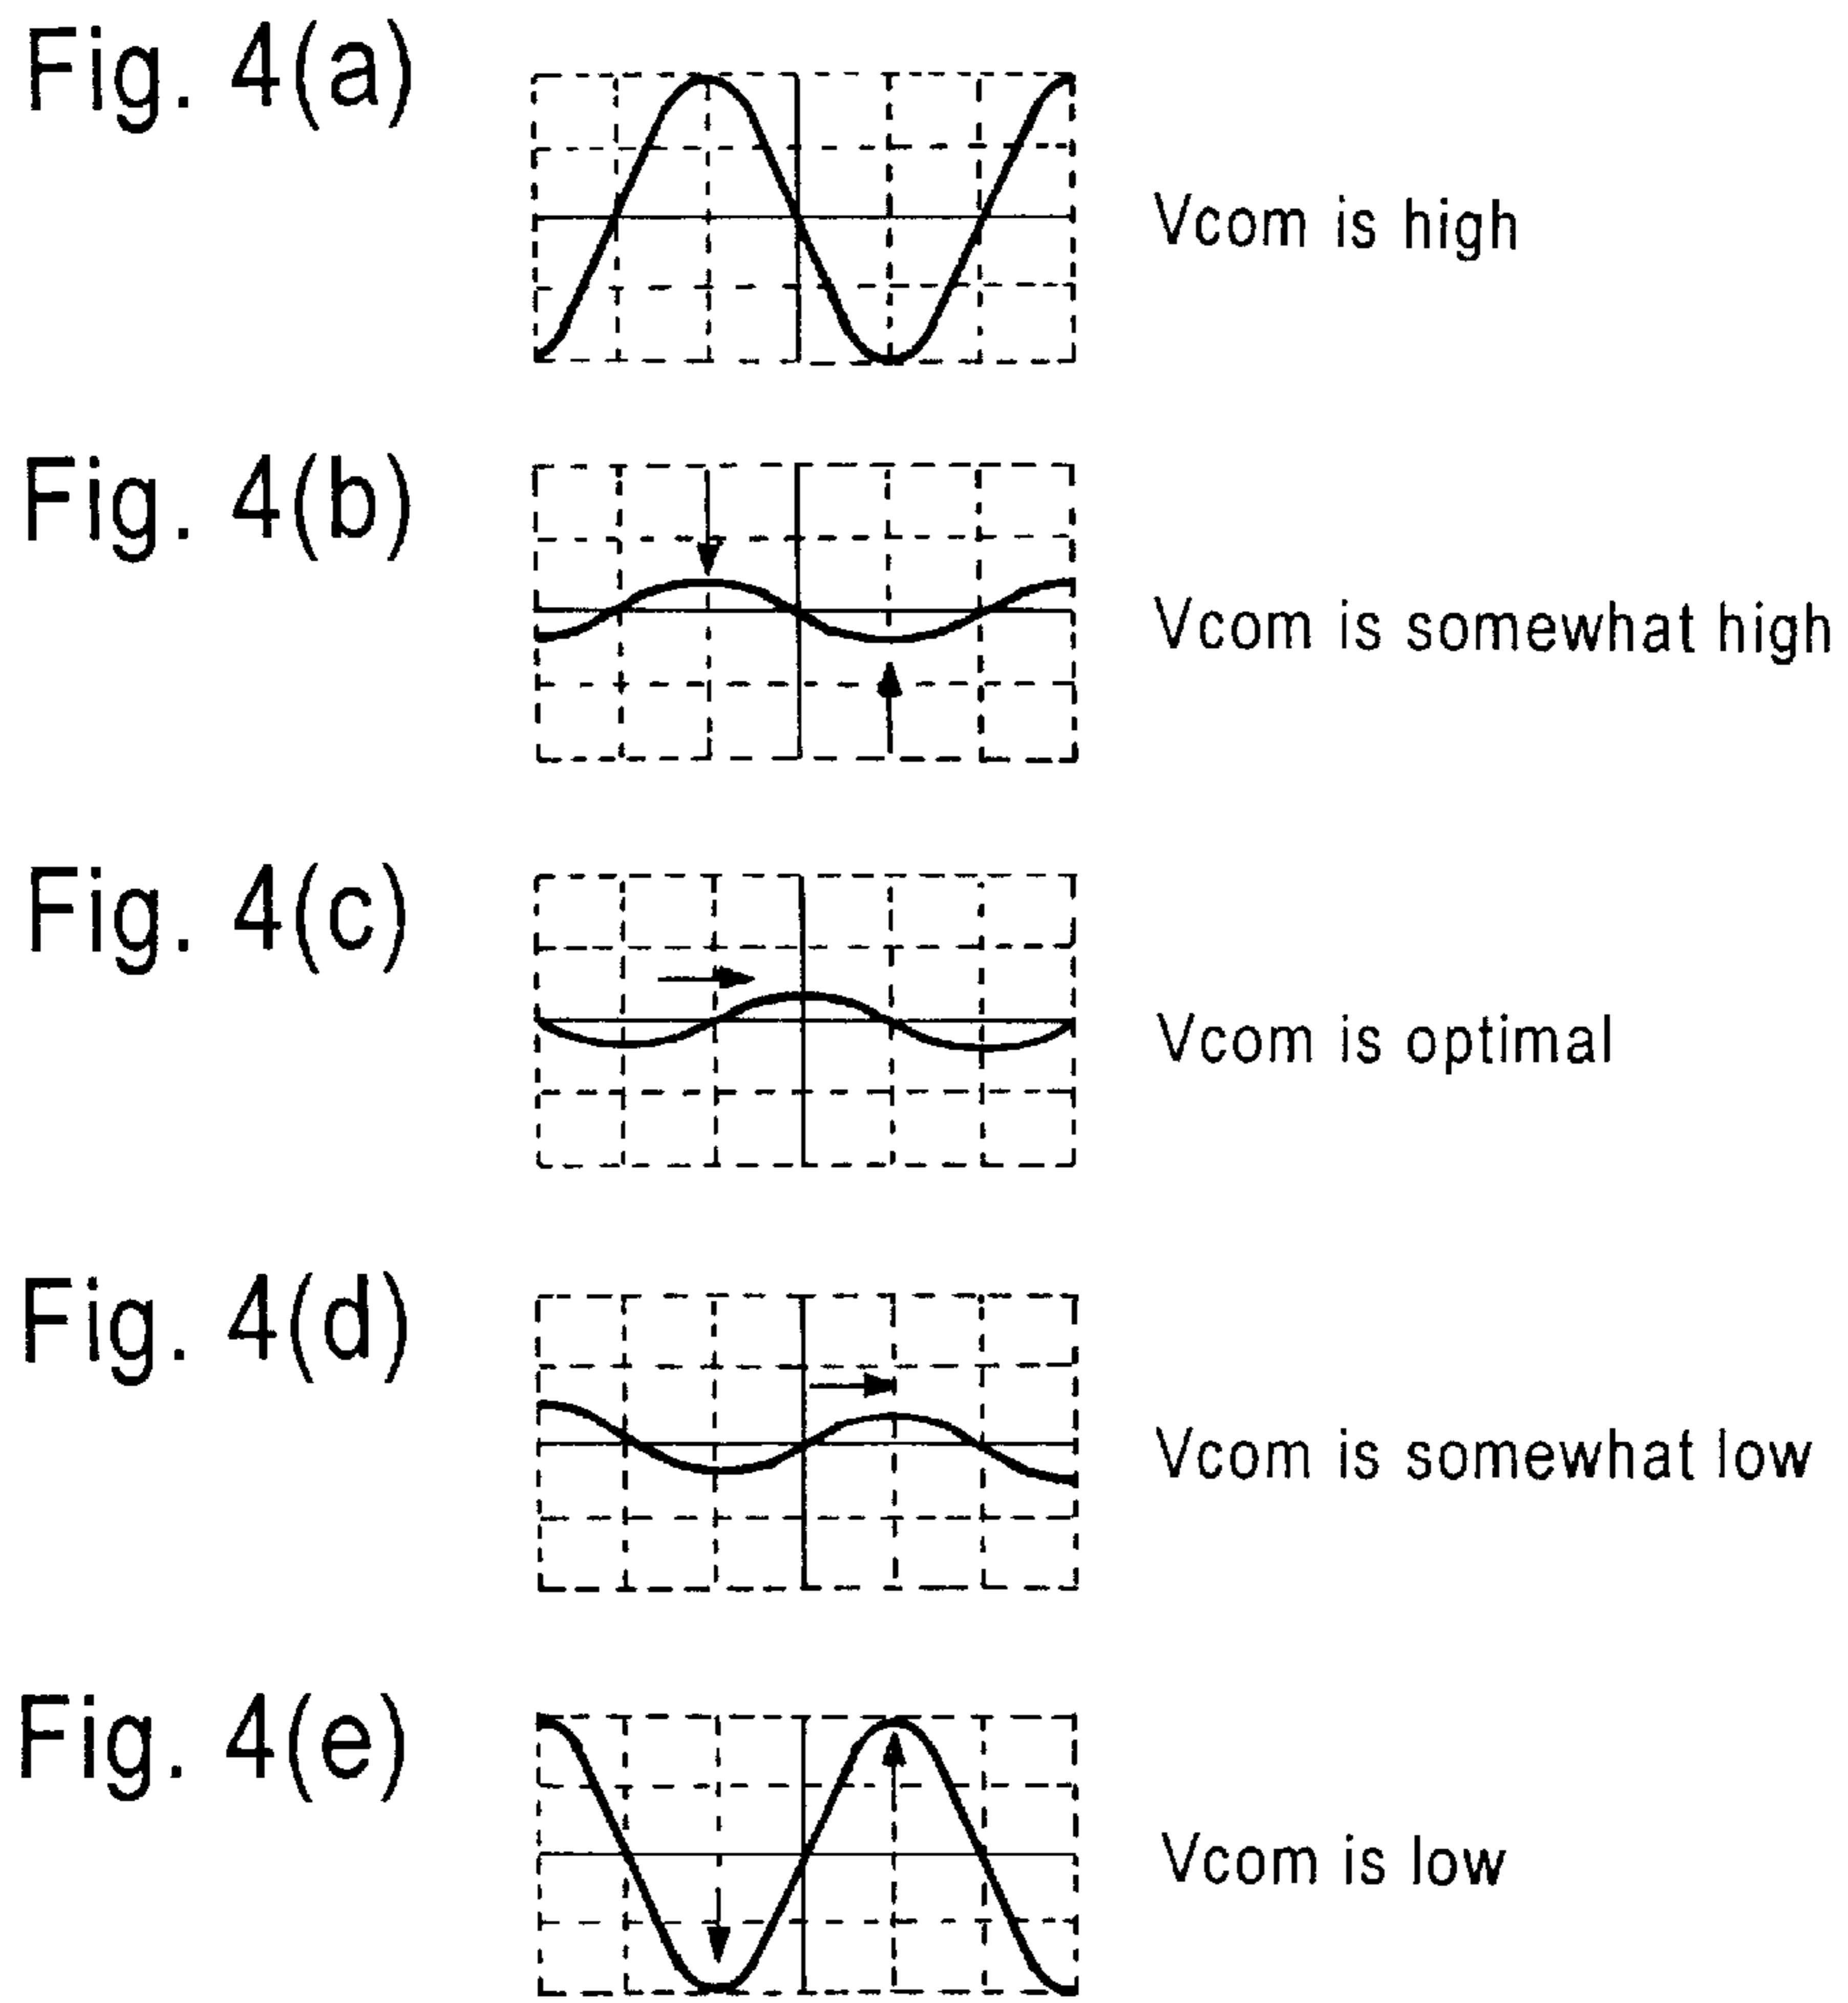 Fig. 4(a)
Vcom is high
Fig. 4(b)
Vcom is somewhat high
Fig. 4(c)
Vcom is optimal
Fig. 4(d)
Vcom is somewhat low
Fig. 4(e)
Vcom is low